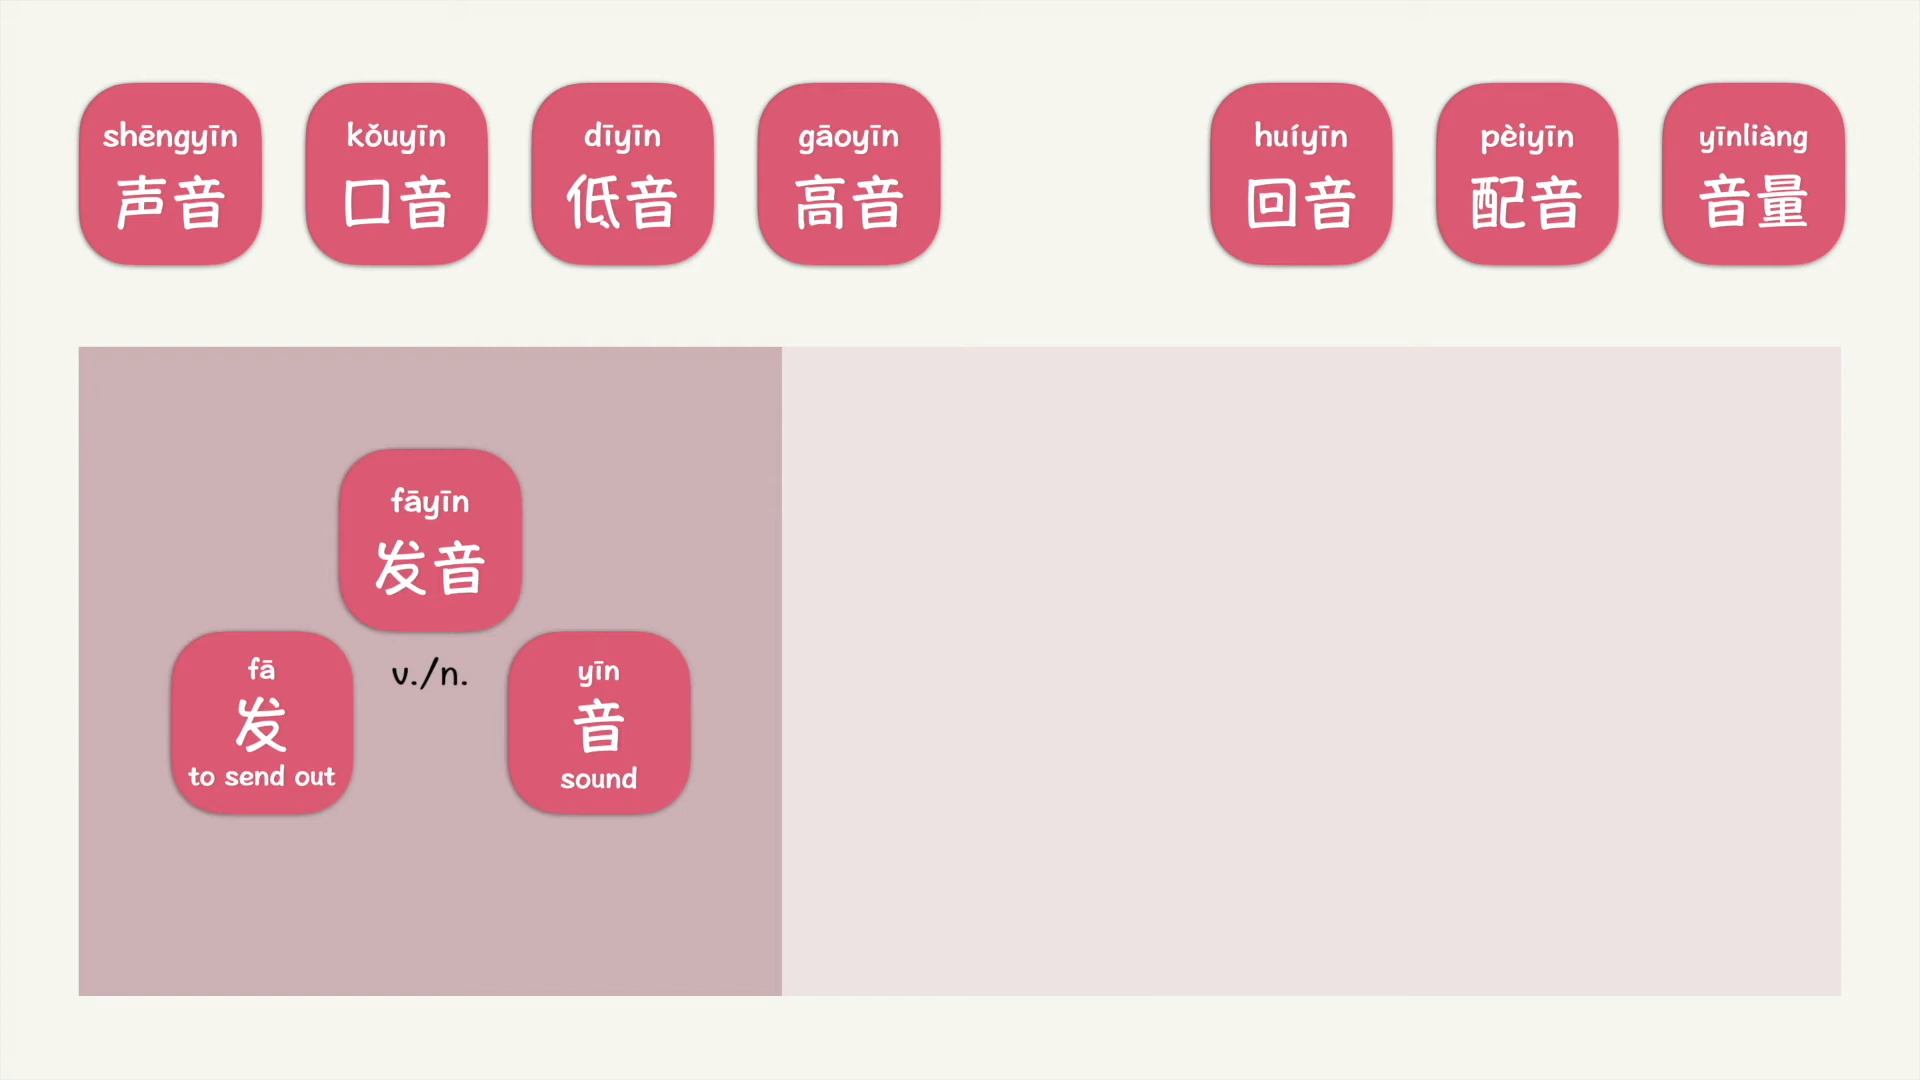 shēngyīn
声音
kǒuyīn
口音
dīyīn
低音
gāoyīn
高音
huíyīn
回音
pèiyīn
配音
yīnliàng
音量
fāyīn
发音
v./n.
fā
发
to send out
yīn
音
sound